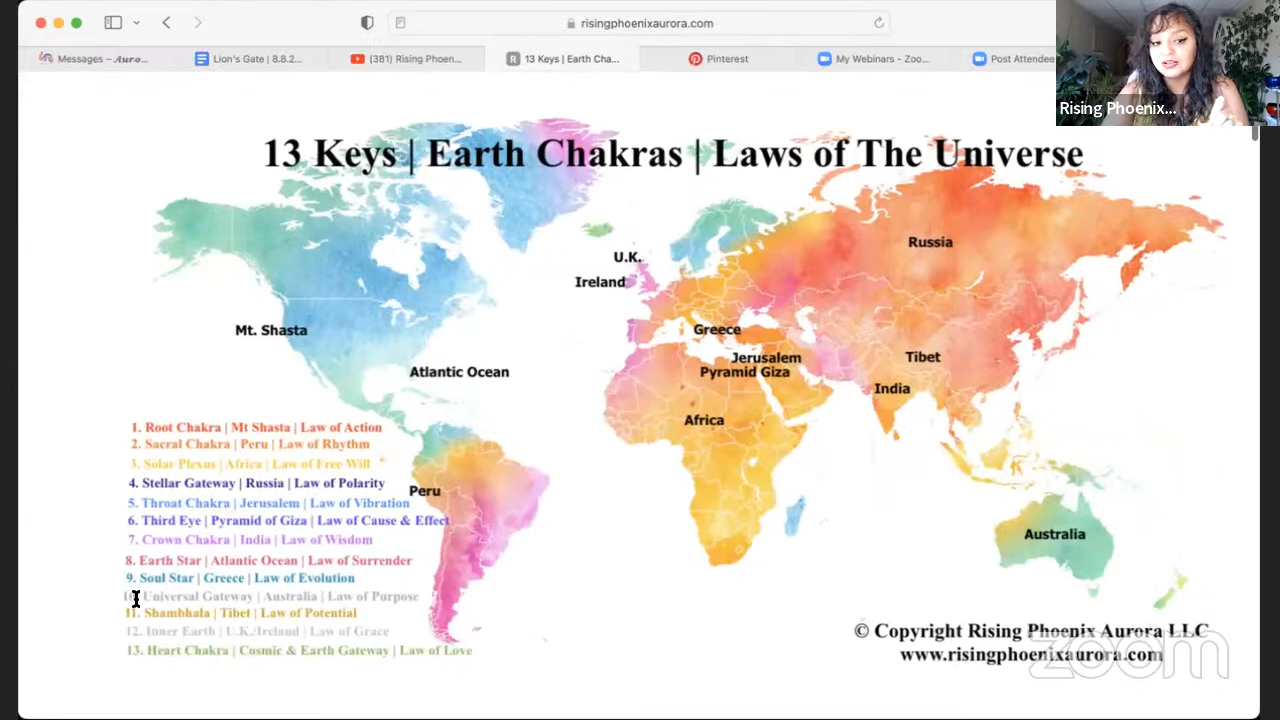 risingphoenixaurora.com
Messages – Auro...
Lion's Gate | 8.8.2...
(381) Rising Phoen...
R
13 Keys | Earth Cha...
Pinterest
My Webinars - Zoo...
Post Attendee
Rising Phoenix...
13 Keys | Earth Chakras | Laws of The Universe
Russia
U.K.
Ireland
Mt. Shasta
Greece
Jerusalem
Tibet
Atlantic Ocean
Pyramid Giza
India
Africa
Peru
Australia
1. Root Chakra | Mt Shasta | Law of Action
2. Sacral Chakra | Peru | Law of Rhythm
3. Solar Plexus | Africa | Law of Free Will
4. Stellar Gateway | Russia | Law of Polarity
5. Throat Chakra | Jerusalem | Law of Vibration
6. Third Eye | Pyramid of Giza | Law of Cause & Effect
7. Crown Chakra | India | Law of Wisdom
8. Earth Star | Atlantic Ocean | Law of Surrender
9. Soul Star | Greece | Law of Evolution
10. Universal Gateway | Australia | Law of Purpose
11. Shambhala | Tibet | Law of Potential
12. Inner Earth | U.K./Ireland | Law of Grace
13. Heart Chakra | Cosmic & Earth Gateway | Law of Love
© Copyright Rising Phoenix Aurora LLC
www.risingphoenixaurora.com
zoom